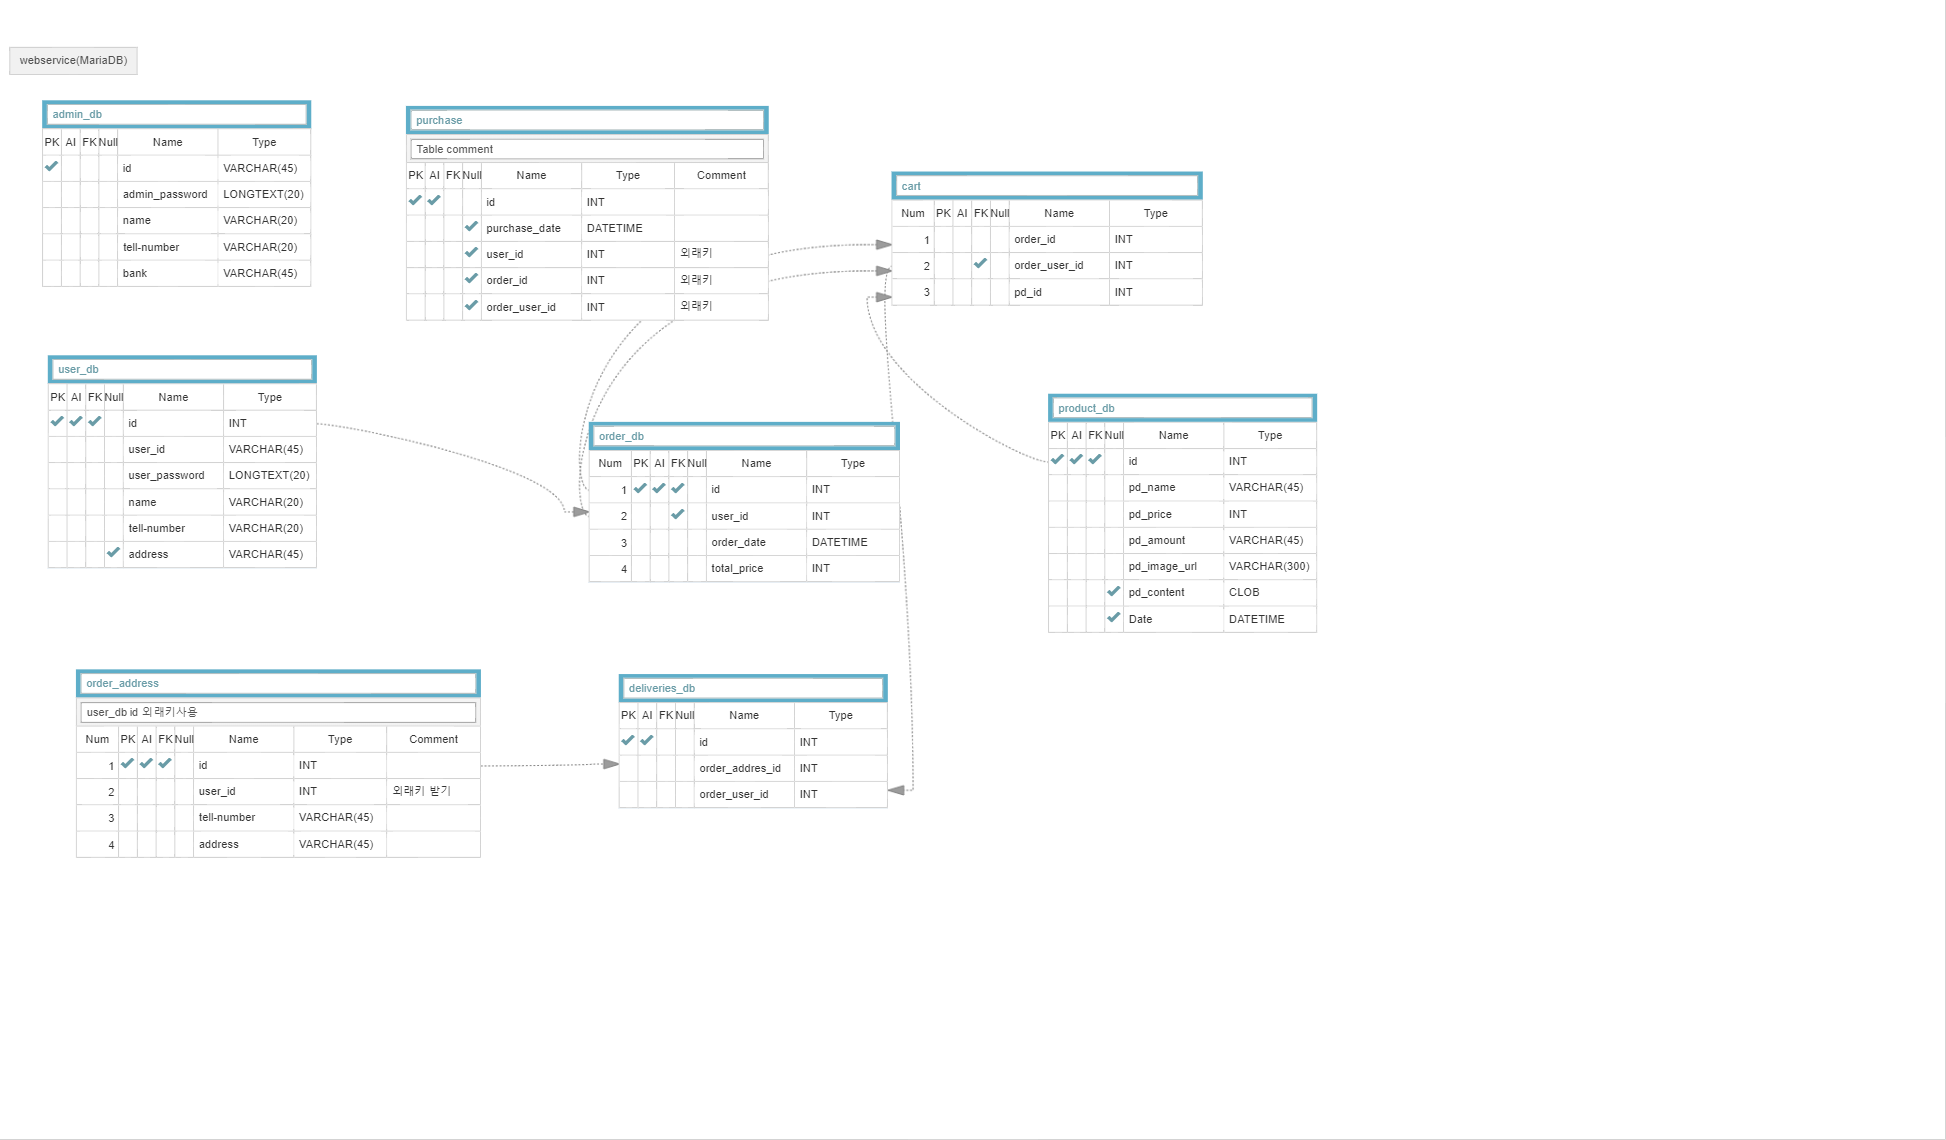 webservice(MariaDB)
admin_db
PK AI FK Null Name Type
id VARCHAR(45)
admin_password LONGTEXT(20)
name VARCHAR(20)
tell-number VARCHAR(20)
bank VARCHAR(45)
purchase
Table comment
PK AI FK Null Name Type Comment
id INT
purchase_date DATETIME
user_id INT 외래키
order_id INT 외래키
order_user_id INT 외래키
cart
Num PK AI FK Null Name Type
1 order_id INT
2 order_user_id INT
3 pd_id INT
user_db
PK AI FK Null Name Type
id INT
user_id VARCHAR(45)
user_password LONGTEXT(20)
name VARCHAR(20)
tell-number VARCHAR(20)
address VARCHAR(45)
order_db
Num PK AI FK Null Name Type
1 id INT
2 user_id INT
3 order_date DATETIME
4 total_price INT
product_db
PK AI FK Null Name Type
id INT
pd_name VARCHAR(45)
pd_price INT
pd_amount VARCHAR(45)
pd_image_url VARCHAR(300)
pd_content CLOB
Date DATETIME
order_address
user_db id 외래키사용
Num PK AI FK Null Name Type Comment
1 id INT
2 user_id INT 외래키 받기
3 tell-number VARCHAR(45)
4 address VARCHAR(45)
deliveries_db
PK AI FK Null Name Type
id INT
order_addres_id INT
order_user_id INT